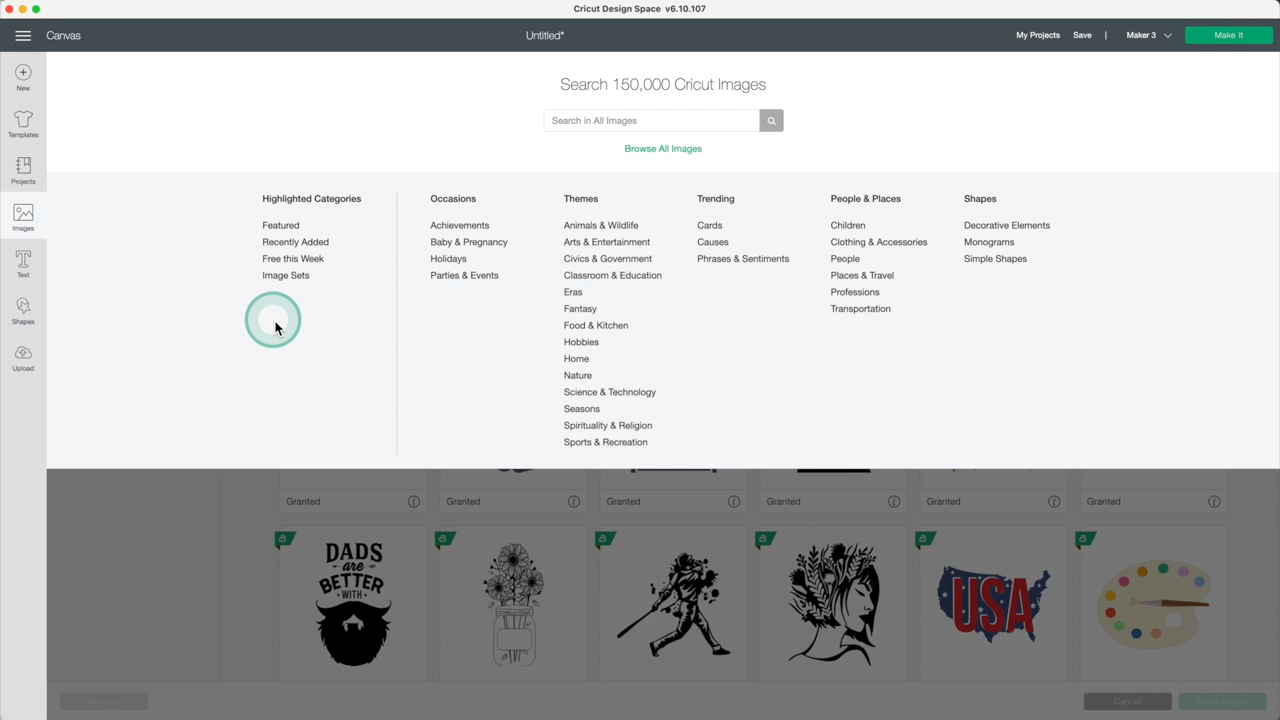 Cricut Design Space v6.10.107
Canvas
Untitled*
My Projects
Save
|
Maker 3
Make It
New
Templates
Projects
Images
Text
Shapes
Upload
Search 150,000 Cricut Images
Search in All Images
Browse All Images
Highlighted Categories
Featured
Recently Added
Free this Week
Image Sets
Occasions
Achievements
Baby & Pregnancy
Holidays
Parties & Events
Themes
Animals & Wildlife
Arts & Entertainment
Civics & Government
Classroom & Education
Eras
Fantasy
Food & Kitchen
Hobbies
Home
Nature
Science & Technology
Seasons
Spirituality & Religion
Sports & Recreation
Trending
Cards
Causes
Phrases & Sentiments
People & Places
Children
Clothing & Accessories
People
Places & Travel
Professions
Transportation
Shapes
Decorative Elements
Monograms
Simple Shapes
Granted
Granted
Granted
Granted
Granted
Granted
a
a
a
a
a
a
DADS
are
BETTER
WITH
USA
Cancel
Insert Images